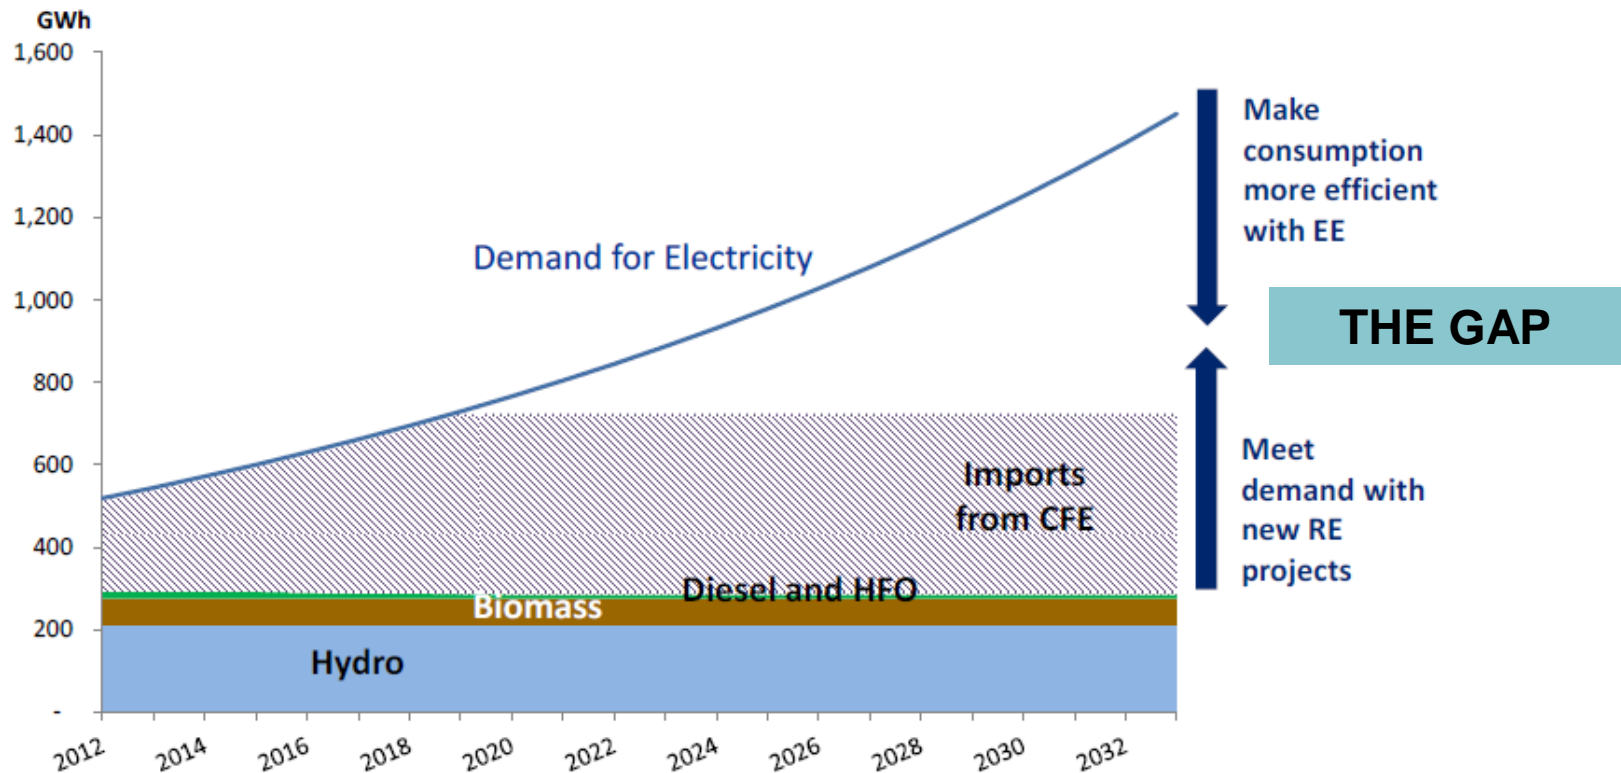 GWh
1,600
1,400
1,200
1,000
800
600
400
200
-
2012
2014
2016
2018
2020
2022
2024
2026
2028
2030
2032
Demand for Electricity
Imports
from CFE
Diesel and HFO
Biomass
Hydro
Make
consumption
more efficient
with EE
THE GAP
Meet
demand with
new RE
projects